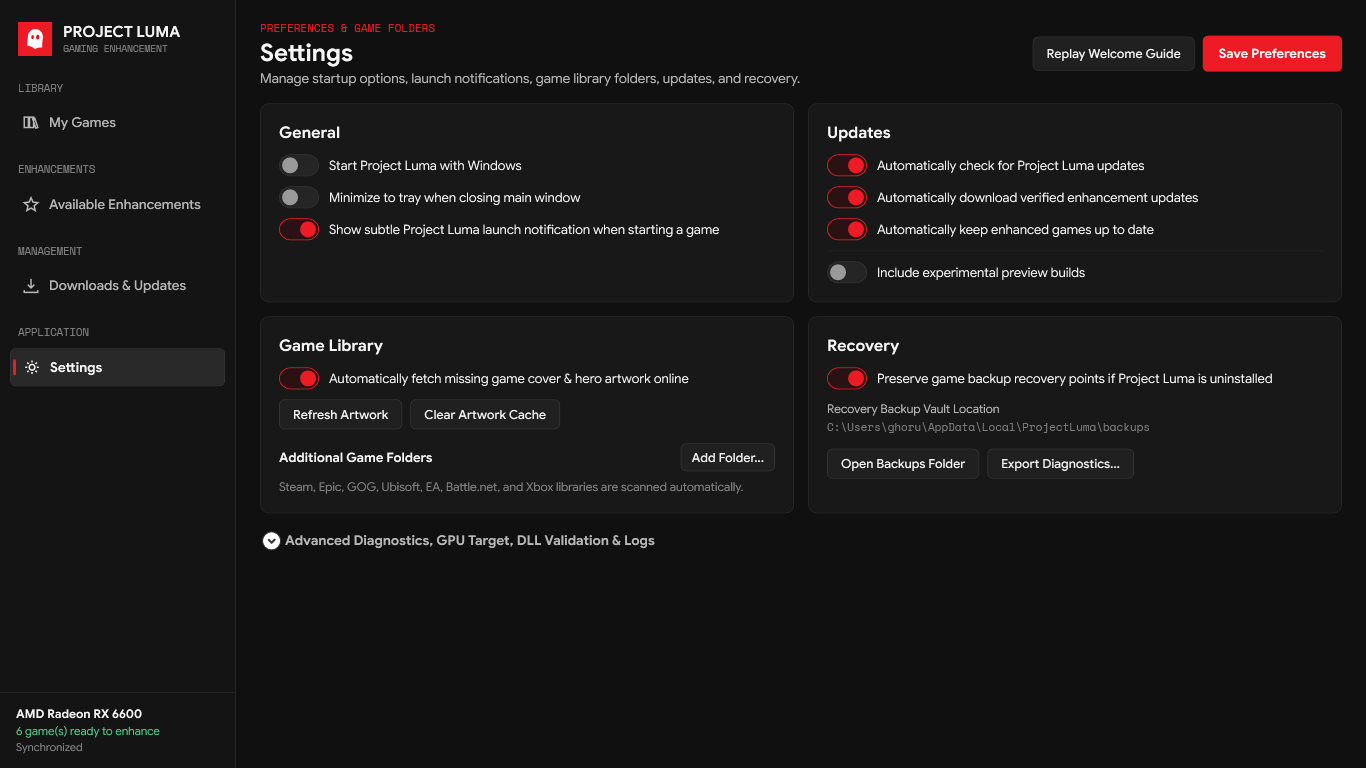 PROJECT LUMA
GAMING ENHANCEMENT
LIBRARY
My Games
ENHANCEMENTS
Available Enhancements
MANAGEMENT
Downloads & Updates
APPLICATION
Settings
AMD Radeon RX 6600
6 game(s) ready to enhance
Synchronized
PREFERENCES & GAME FOLDERS
Settings
Manage startup options, launch notifications, game library folders, updates, and recovery.
Replay Welcome Guide
Save Preferences
General
Start Project Luma with Windows
Minimize to tray when closing main window
Show subtle Project Luma launch notification when starting a game
Updates
Automatically check for Project Luma updates
Automatically download verified enhancement updates
Automatically keep enhanced games up to date
Include experimental preview builds
Game Library
Automatically fetch missing game cover & hero artwork online
Refresh Artwork
Clear Artwork Cache
Additional Game Folders
Add Folder...
Steam, Epic, GOG, Ubisoft, EA, Battle.net, and Xbox libraries are scanned automatically.
Recovery
Preserve game backup recovery points if Project Luma is uninstalled
Recovery Backup Vault Location
C:\Users\ghoru\AppData\Local\ProjectLuma\backups
Open Backups Folder
Export Diagnostics...
Advanced Diagnostics, GPU Target, DLL Validation & Logs